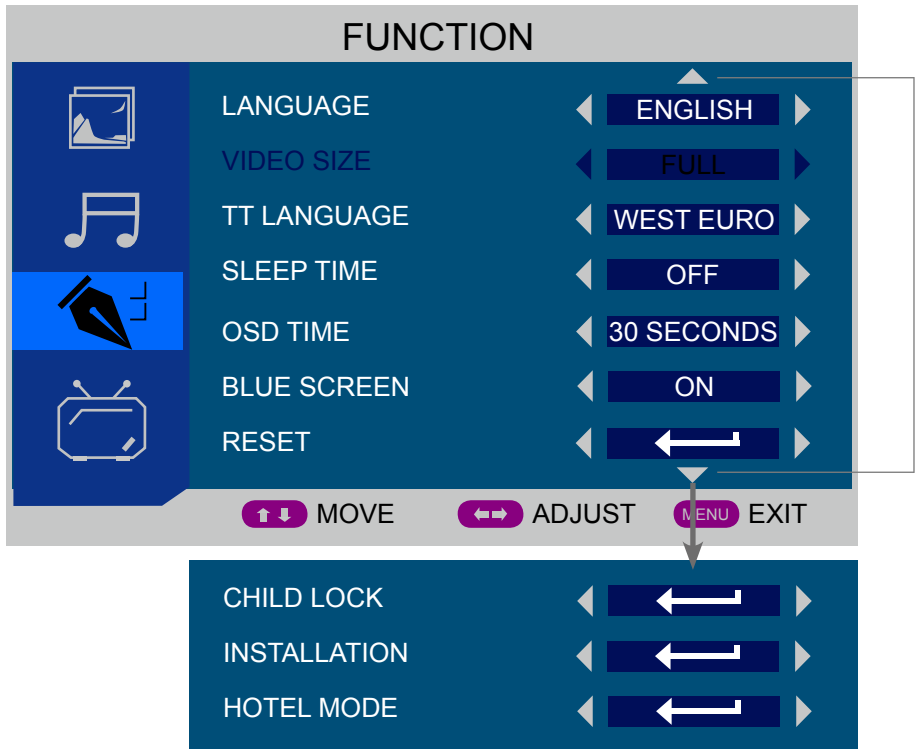 FUNCTION
LANGUAGE ENGLISH
VIDEO SIZE FULL
TT LANGUAGE WEST EURO
SLEEP TIME OFF
OSD TIME 30 SECONDS
BLUE SCREEN ON
RESET
MOVE ADJUST MENU EXIT
CHILD LOCK
INSTALLATION
HOTEL MODE